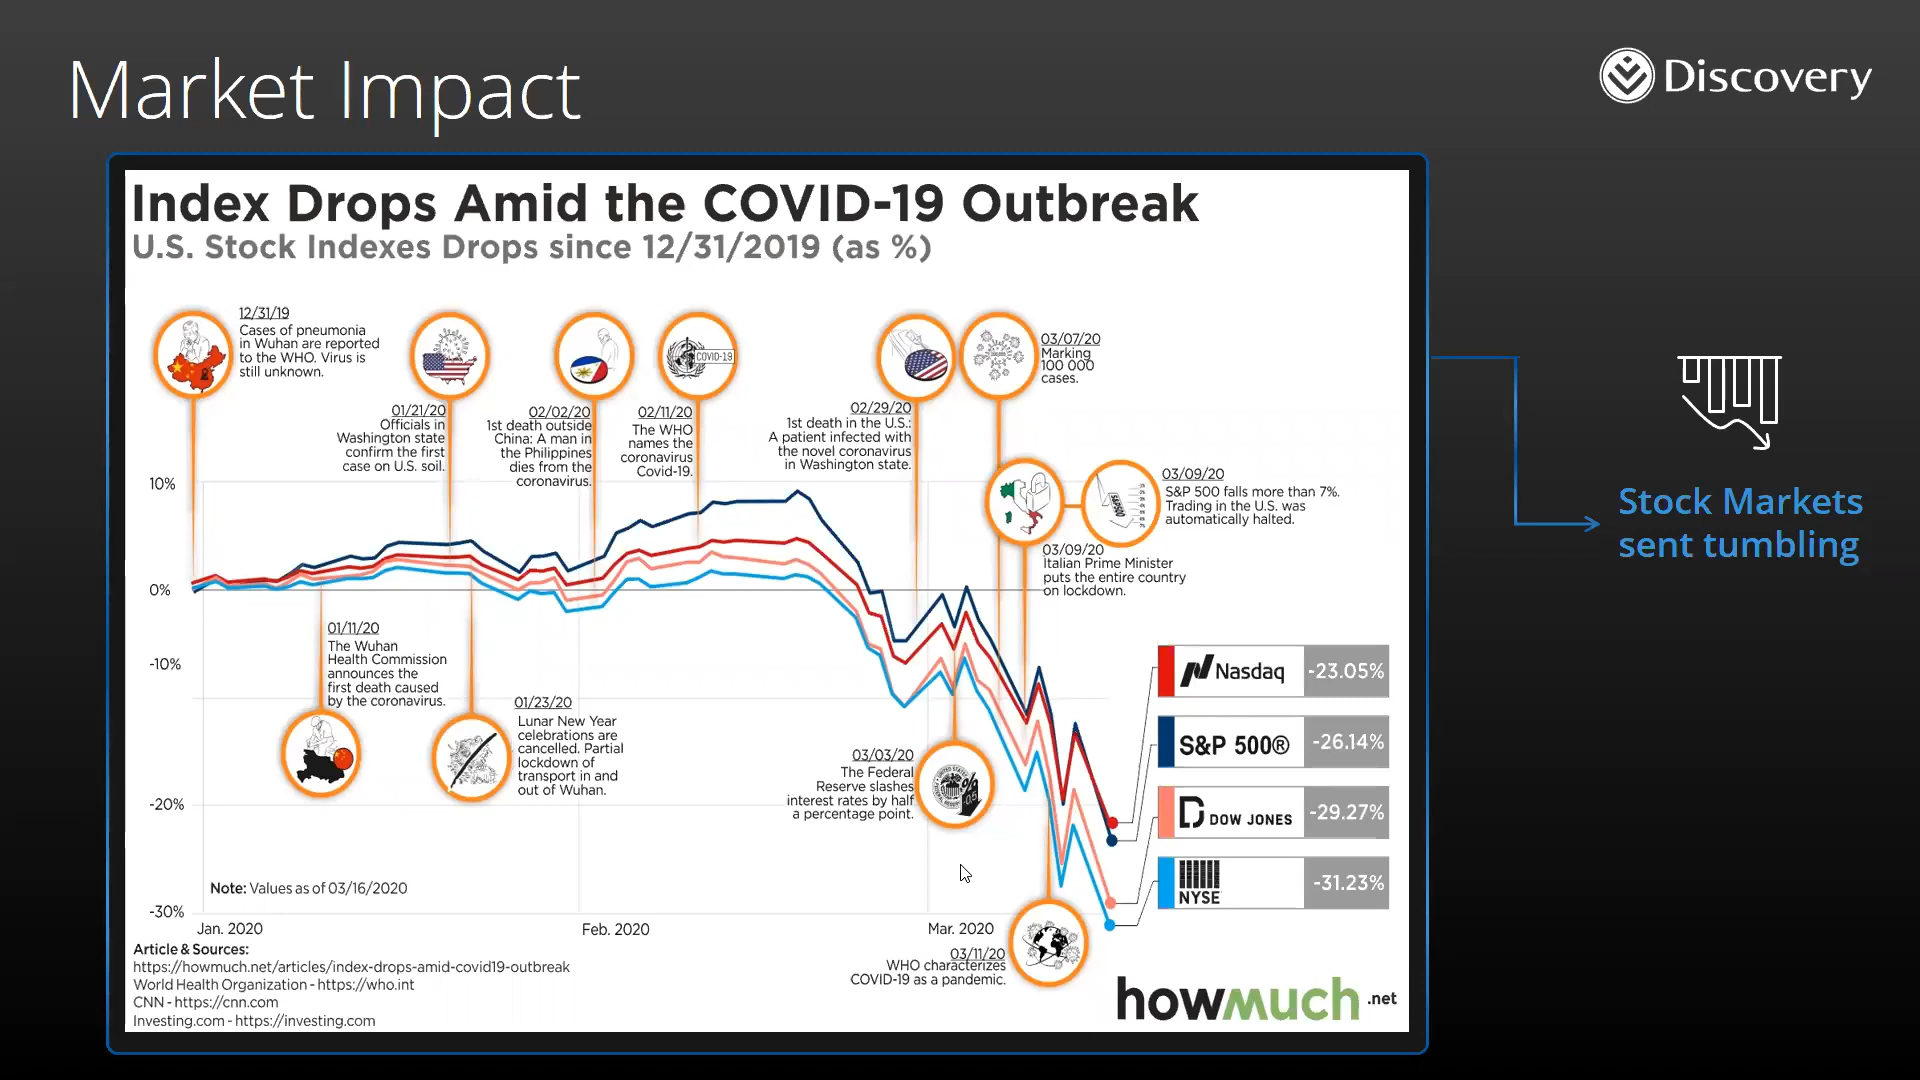 Market Impact
Discovery
Index Drops Amid the COVID-19 Outbreak
U.S. Stock Indexes Drops since 12/31/2019 (as %)
12/31/19
Cases of pneumonia
in Wuhan are reported
to the WHO. Virus is
still unknown.
01/21/20
Officials in
Washington state
confirm the first
case on U.S. soil.
02/02/20
1st death outside
China: A man in
the Philippines
dies from the
coronavirus.
COVID-19
02/11/20
The WHO
names the
coronavirus
Covid-19.
02/29/20
1st death in the U.S.:
A patient infected with
the novel coronavirus
in Washington state.
03/07/20
Marking
100 000
cases.
03/09/20
S&P 500 falls more than 7%.
Trading in the U.S. was
automatically halted.
03/09/20
Italian Prime Minister
puts the entire country
on lockdown.
10%
0%
-10%
-20%
-30%
01/11/20
The Wuhan
Health Commission
announces the
first death caused
by the coronavirus.
01/23/20
Lunar New Year
celebrations are
cancelled. Partial
lockdown of
transport in and
out of Wuhan.
03/03/20
The Federal
Reserve slashes
interest rates by half
a percentage point.
03/11/20
WHO characterizes
COVID-19 as a pandemic.
Nasdaq -23.05%
S&P 500® -26.14%
DOW JONES -29.27%
NYSE -31.23%
Note: Values as of 03/16/2020
Jan. 2020
Feb. 2020
Mar. 2020
Article & Sources:
https://howmuch.net/articles/index-drops-amid-covid19-outbreak
World Health Organization - https://who.int
CNN - https://cnn.com
Investing.com - https://investing.com
howmuch.net
Stock Markets
sent tumbling